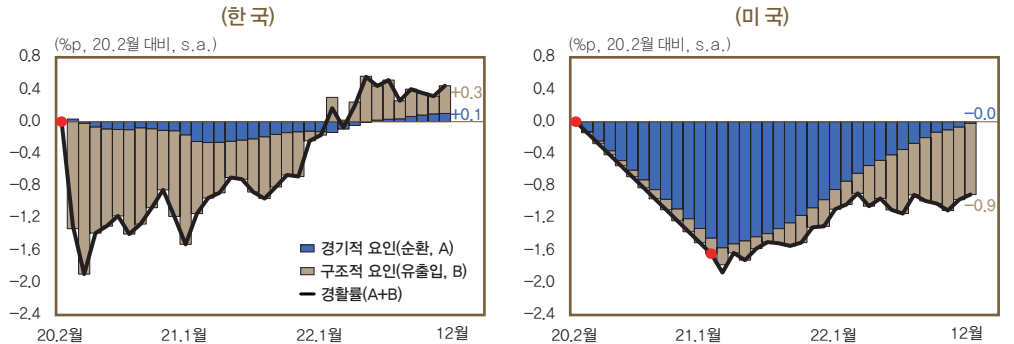 (한 국)
(%p, 20.2월 대비, s.a.)
0.8
0.4
0.0
−0.4
−0.8
−1.2
−1.6
−2.0
−2.4
+0.3
+0.1
경기적 요인(순환, A)
구조적 요인(유출입, B)
경활률(A+B)
20.2월
21.1월
22.1월
12월
(미 국)
(%p, 20.2월 대비, s.a.)
0.8
0.4
0.0
−0.4
−0.8
−1.2
−1.6
−2.0
−2.4
−0.0
−0.9
20.2월
21.1월
22.1월
12월